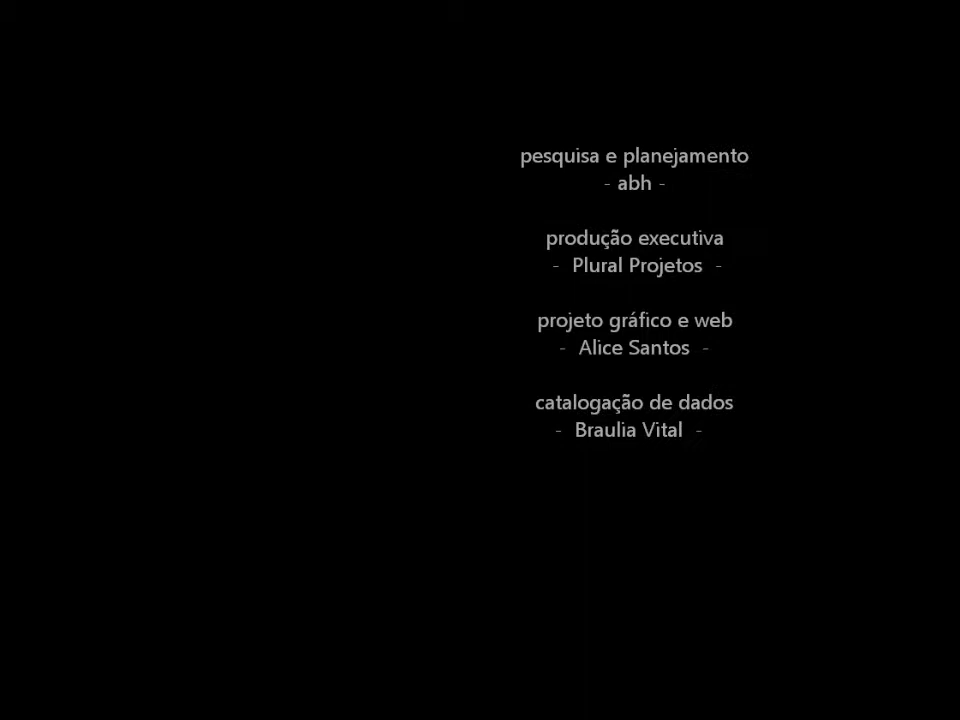 pesquisa e planejamento
- abh -
produção executiva
- Plural Projetos -
projeto gráfico e web
- Alice Santos -
catalogação de dados
- Braulia Vital -